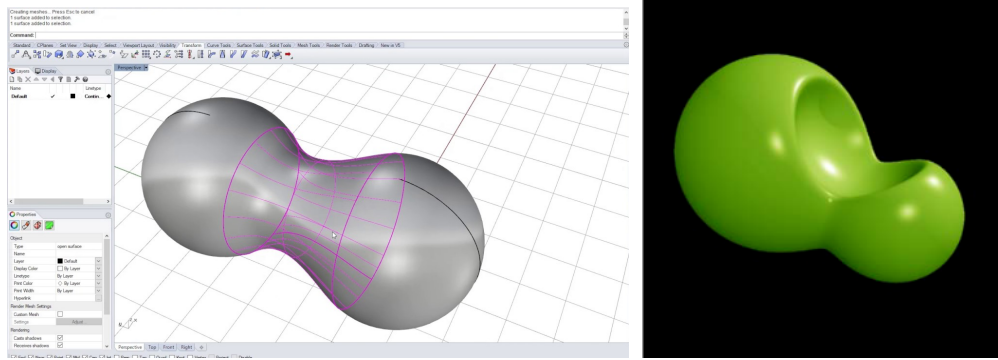 Creating meshes... Press Esc to cancel
1 surface added to selection.
1 surface added to selection.
Command:
Standard CPlanes Set View Display Select Viewport Layout Visibility Transform Curve Tools Surface Tools Solid Tools Mesh Tools Render Tools Drafting New in V5
Layers Display
Perspective
Name Linetype
Default Contin...
Properties
Object
Type open surface
Name
Layer Default
Display Color By Layer
Linetype By Layer
Print Color By Layer
Print Width By Layer
Hyperlink
Render Mesh Settings
Custom Mesh
Settings Adjust
Rendering
Casts shadows
Receives shadows
y x
Perspective Top Front Right